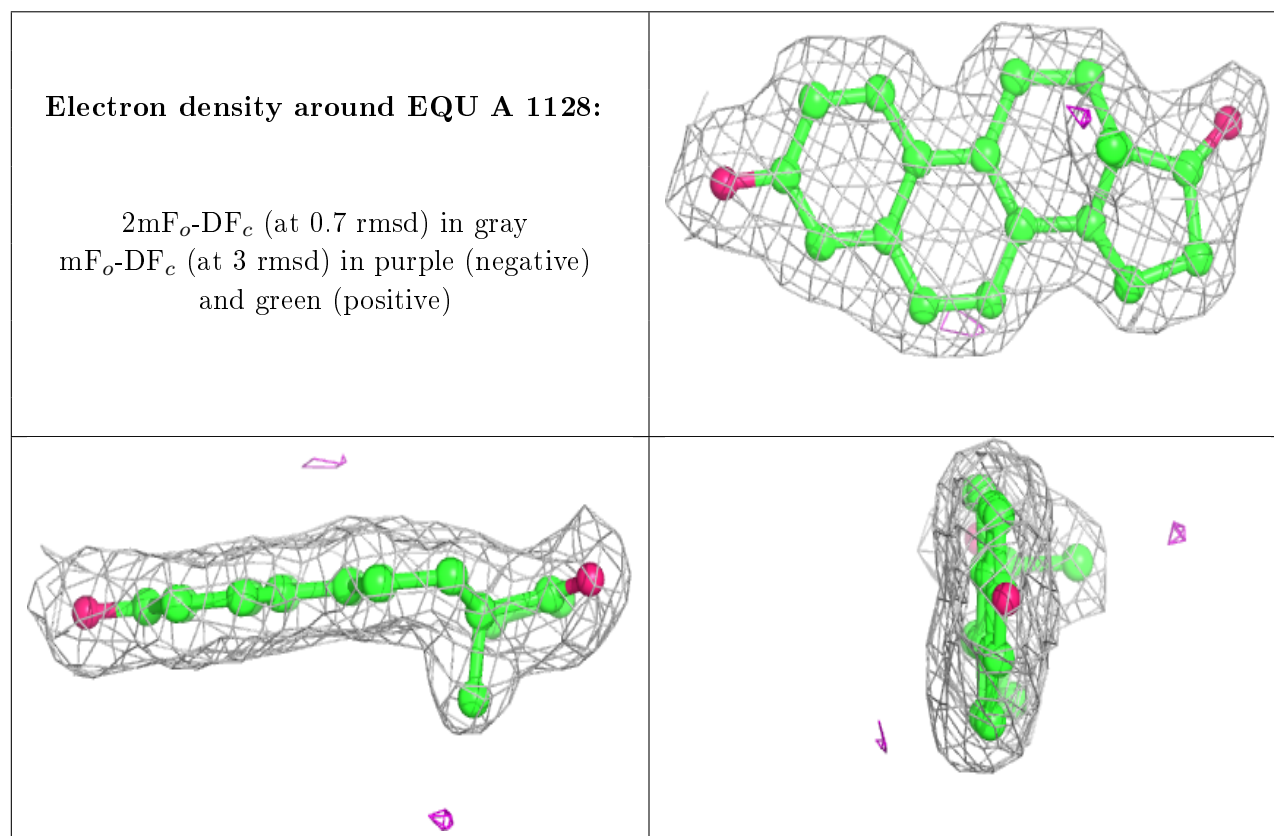 Electron density around EQU A 1128:
2mFo-DFc (at 0.7 rmsd) in gray
mFo-DFc (at 3 rmsd) in purple (negative)
and green (positive)